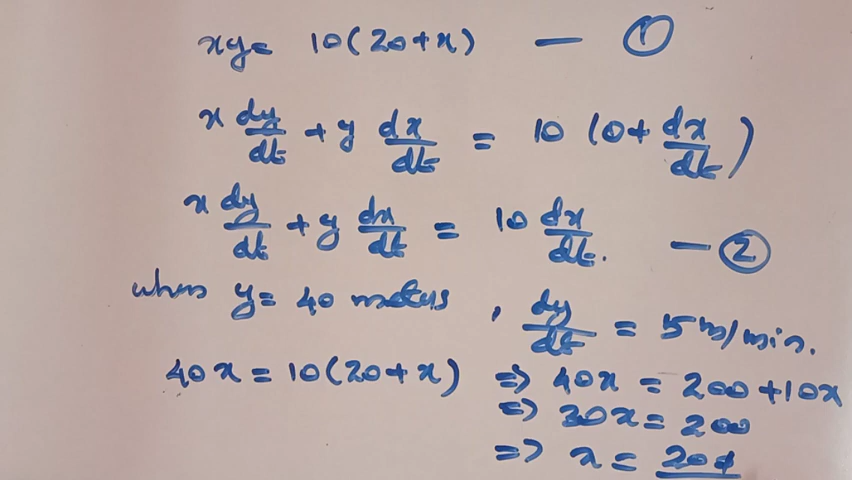 xy = 10(20+x) — ①
x dy/dt + y dx/dt = 10 (0 + dx/dt)
x dy/dt + y dx/dt = 10 dx/dt. — ②
when y = 40 meters, dy/dt = 5 m/min.
40x = 10(20+x) ⇒ 40x = 200 + 10x
⇒ 30x = 200
⇒ x = 20